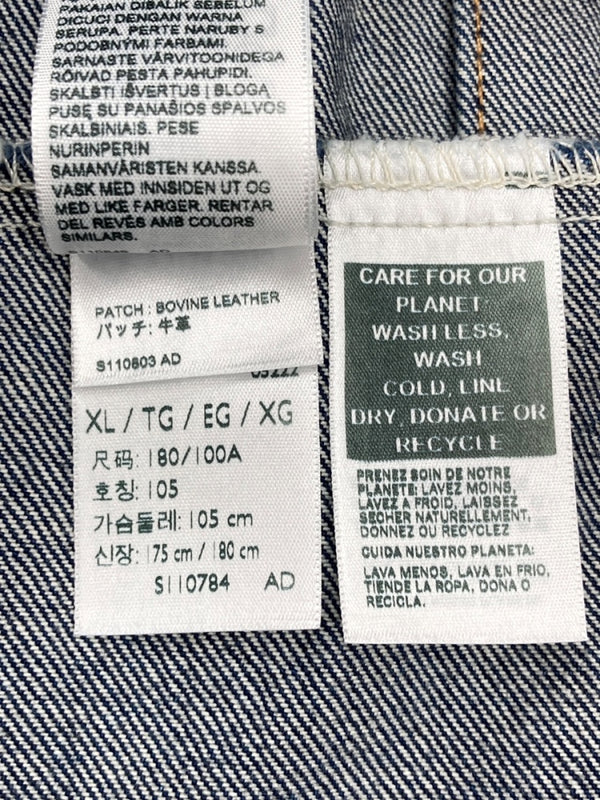 PAKAIAN DIBALIK SEBELUM
DICUCI DENGAN WARNA
SERUPA. PERTE NARUBY S
PODOBNÝMI FARBAMI.
SARNASTE VÄRVITOONIDEGA
RÕIVAD PESTA PAHUPIDI.
SKALBTI IŠVERTUS | BLOGĄ
PUSĘ SU PANAŠIOS SPALVOS
SKALBINIAIS. PESE
NURINPERIN
SAMANVÄRISTEN KANSSA.
VASK MED INNSIDEN UT OG
MED LIKE FARGER. RENTAR
DEL REVÉS AMB COLORS
SIMILARS.
PATCH : BOVINE LEATHER
パッチ: 牛革
S110803 AD
XL / TG / EG / XG
尺码: 180/100A
호칭: 105
가슴둘레: 105 cm
신장: 175 cm / 180 cm
S110784 AD
CARE FOR OUR
PLANET
WASH LESS,
WASH
COLD, LINE
DRY, DONATE OR
RECYCLE
PRENEZ SOIN DE NOTRE
PLANETE: LAVEZ MOINS,
LAVEZ A FROID, LAISSEZ
SECHER NATURELLEMENT,
DONNEZ OU RECYCLEZ
CUIDA NUESTRO PLANETA:
LAVA MENOS, LAVA EN FRIO,
TIENDE LA ROPA, DONA O
RECICLA.